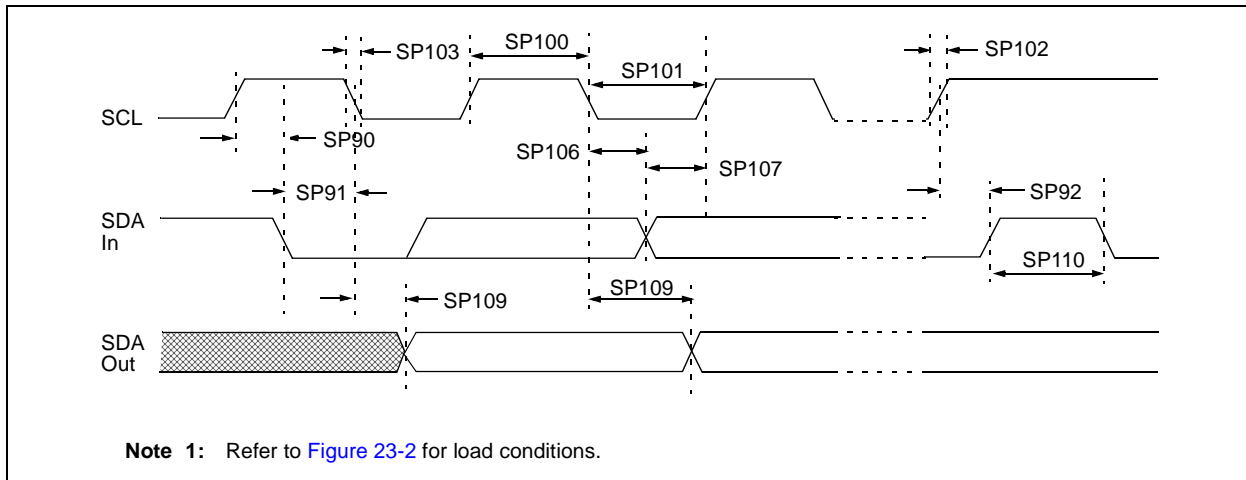 SP103
SP100
SP102
SP101
SCL
SP90
SP106
SP107
SP91
SP92
SDA
In
SP110
SP109
SP109
SDA
Out
Note 1: Refer to Figure 23-2 for load conditions.